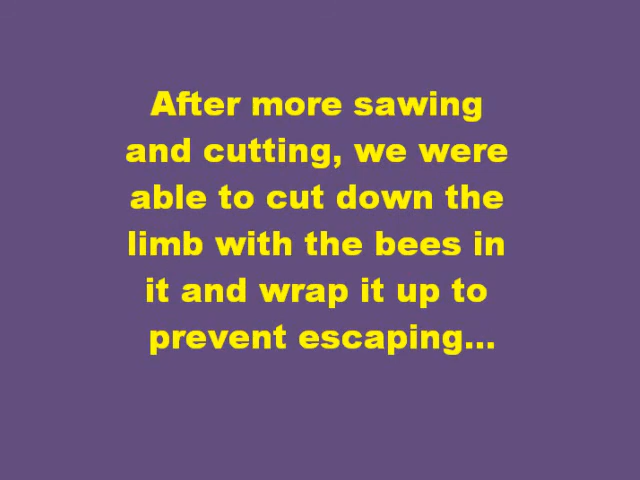 After more sawing
and cutting, we were
able to cut down the
limb with the bees in
it and wrap it up to
prevent escaping...